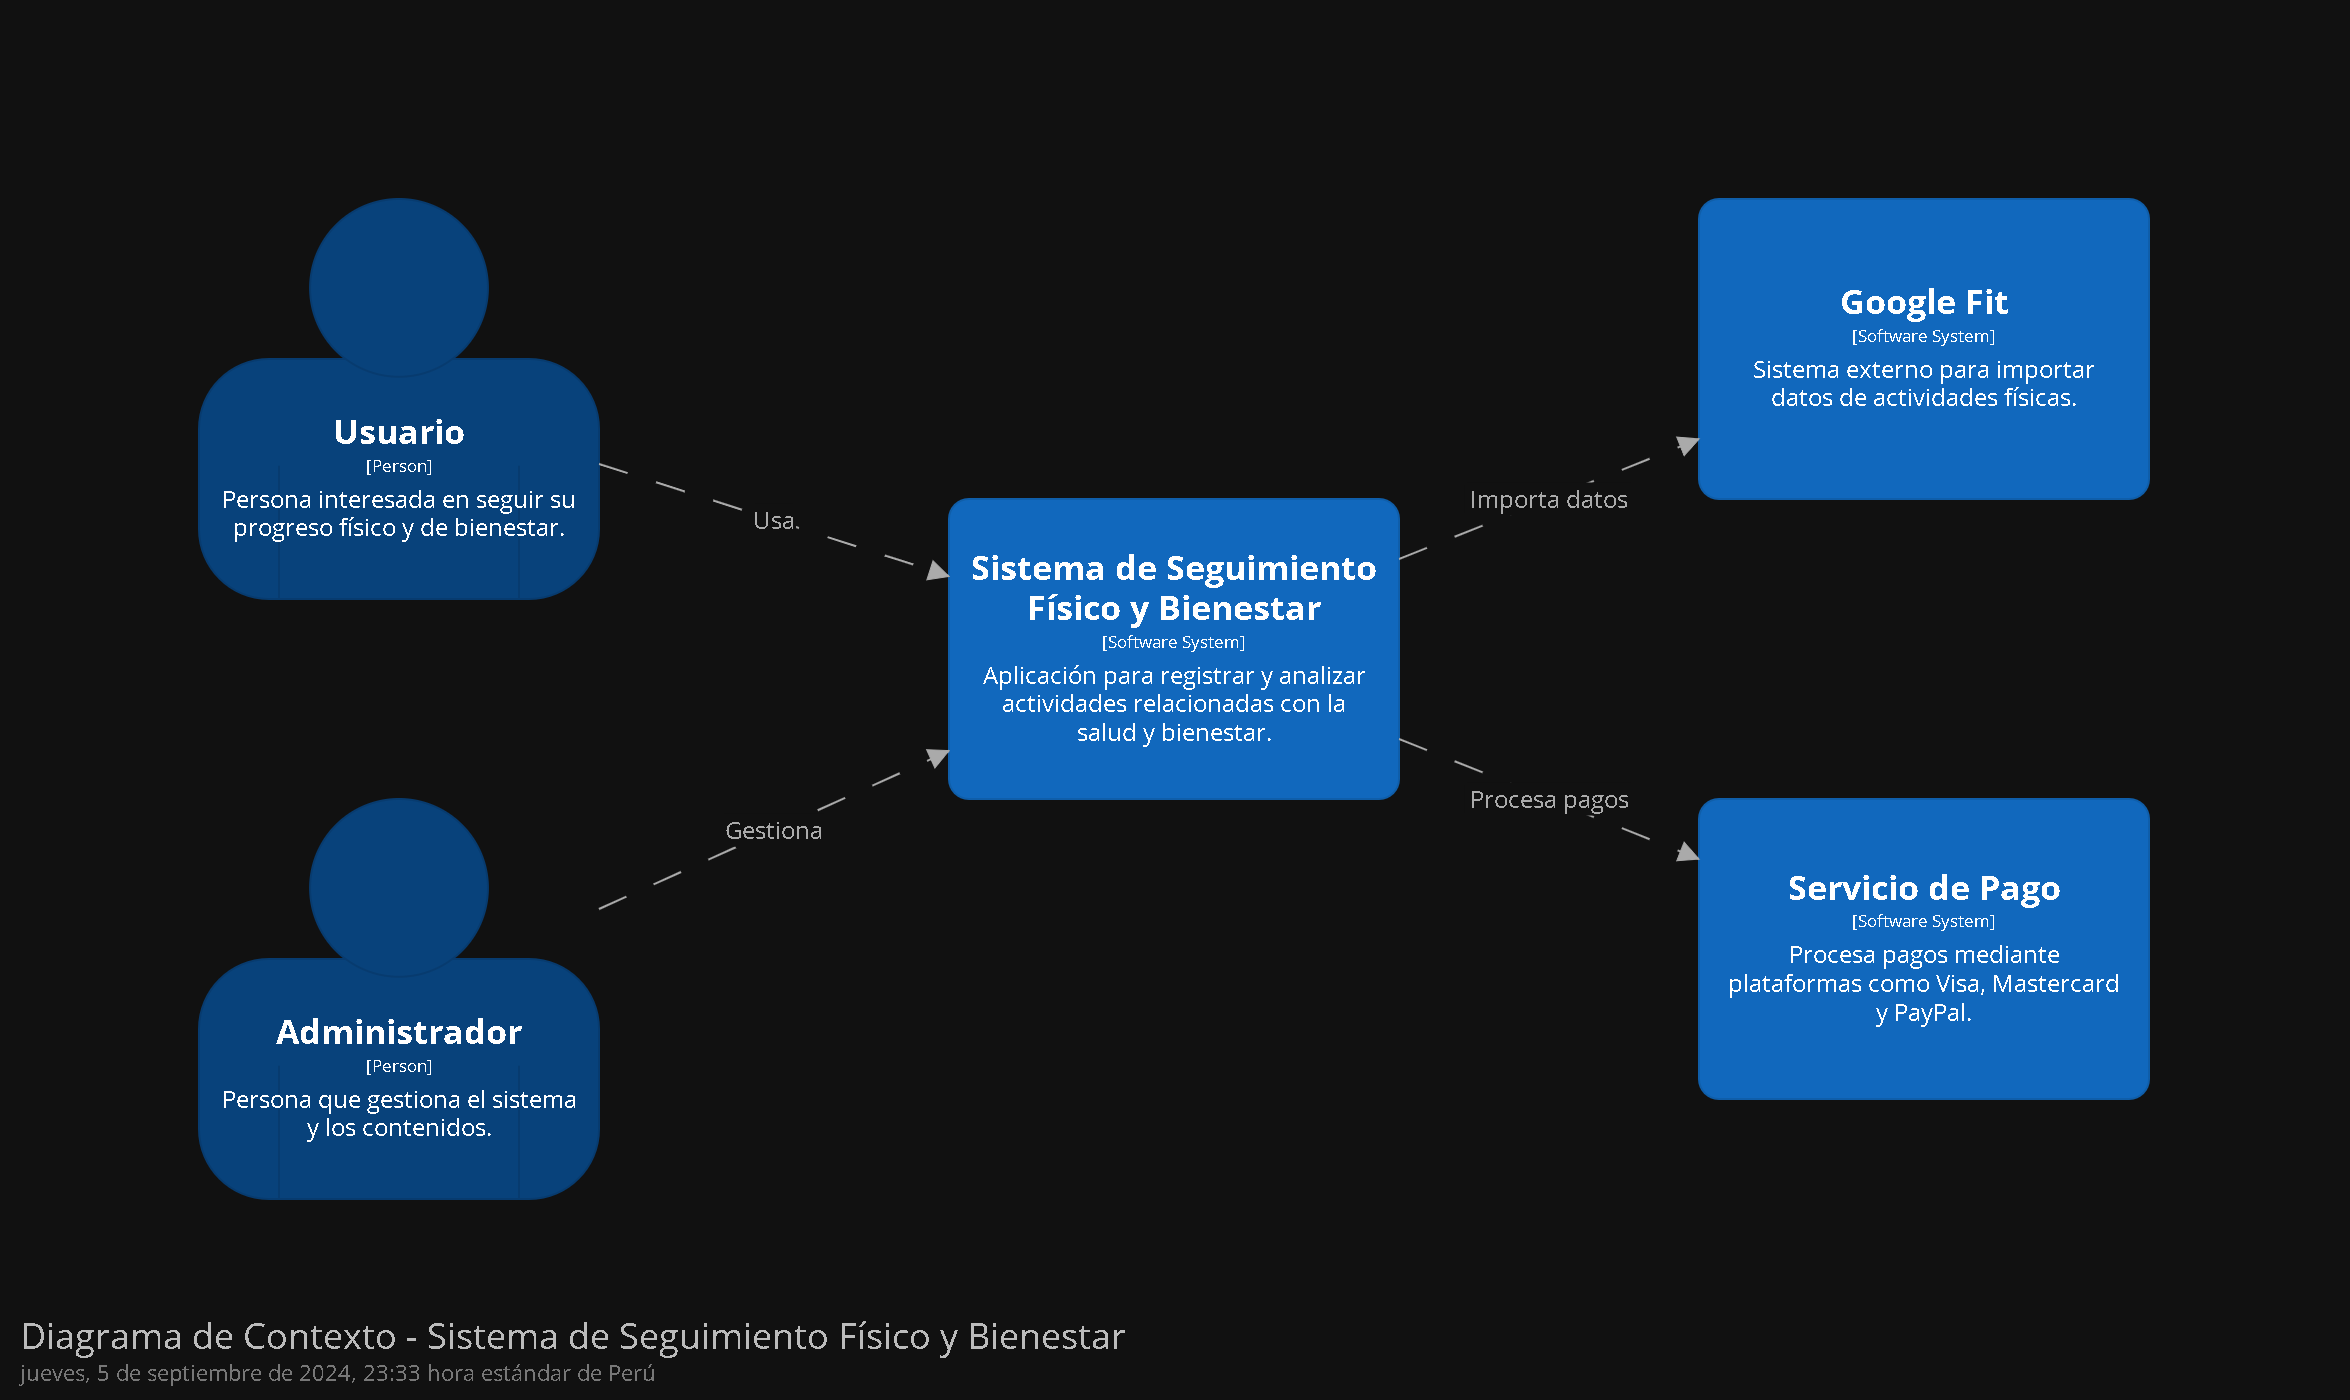 Usuario
[Person]
Persona interesada en seguir su
progreso físico y de bienestar.
Usa.
Administrador
[Person]
Persona que gestiona el sistema
y los contenidos.
Gestiona
Sistema de Seguimiento
Físico y Bienestar
[Software System]
Aplicación para registrar y analizar
actividades relacionadas con la
salud y bienestar.
Importa datos
Google Fit
[Software System]
Sistema externo para importar
datos de actividades físicas.
Procesa pagos
Servicio de Pago
[Software System]
Procesa pagos mediante
plataformas como Visa, Mastercard
y PayPal.
Diagrama de Contexto - Sistema de Seguimiento Físico y Bienestar
jueves, 5 de septiembre de 2024, 23:33 hora estándar de Perú